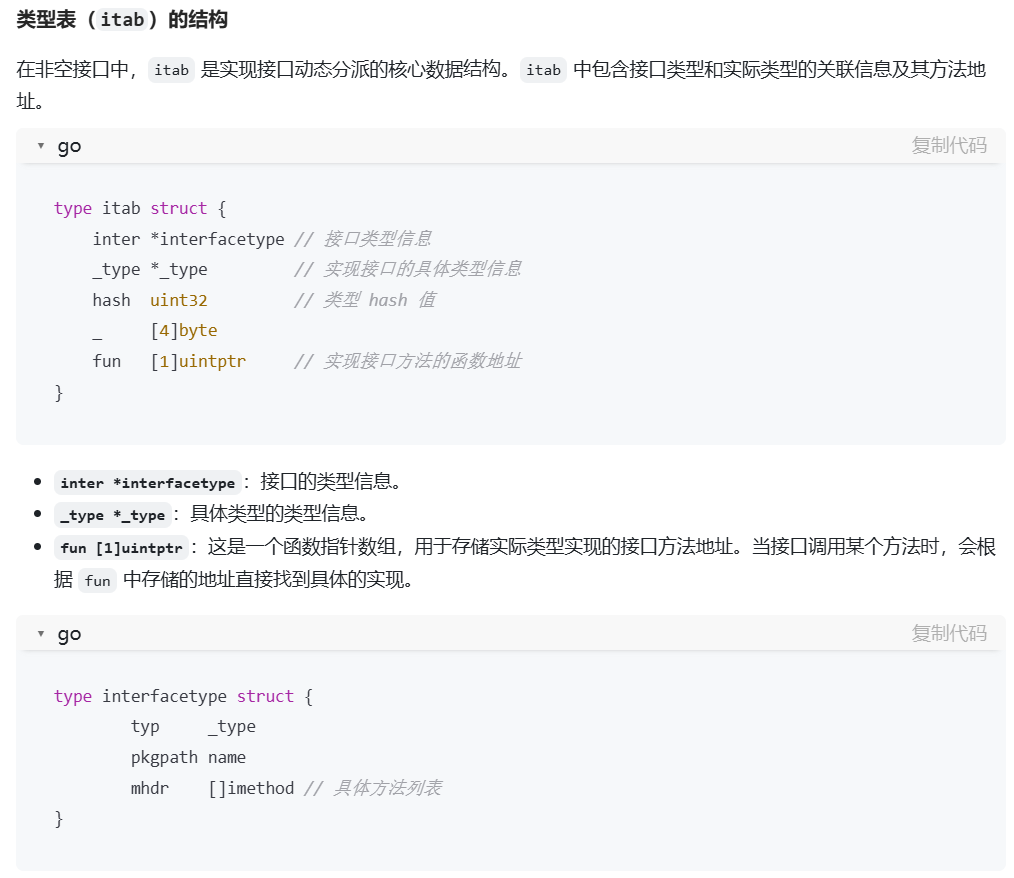 类型表（itab）的结构
在非空接口中， itab 是实现接口动态分派的核心数据结构。 itab 中包含接口类型和实际类型的关联信息及其方法地
址。
go 复制代码
type itab struct {
    inter *interfacetype // 接口类型信息
    _type *_type         // 实现接口的具体类型信息
    hash  uint32         // 类型 hash 值
    _     [4]byte
    fun   [1]uintptr     // 实现接口方法的函数地址
}
inter *interfacetype ：接口的类型信息。
_type *_type ：具体类型的类型信息。
fun [1]uintptr ：这是一个函数指针数组，用于存储实际类型实现的接口方法地址。当接口调用某个方法时，会根
据 fun 中存储的地址直接找到具体的实现。
go 复制代码
type interfacetype struct {
        typ     _type
        pkgpath name
        mhdr    []imethod // 具体方法列表
}